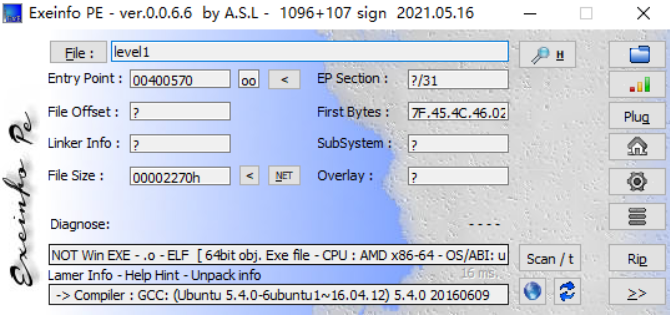 Exeinfo PE - ver.0.0.6.6 by A.S.L - 1096+107 sign 2021.05.16
File : level1 H
Entry Point : 00400570 oo < EP Section : ?/31
File Offset : ? First Bytes : 7F.45.4C.46.02 Plug
Linker Info : ? SubSystem : ?
File Size : 00002270h < NET Overlay : ?
Exeinfo Pe
Diagnose: ----
NOT Win EXE - .o - ELF [ 64bit obj. Exe file - CPU : AMD x86-64 - OS/ABI: u Scan / t Rip
Lamer Info - Help Hint - Unpack info 16 ms.
-> Compiler : GCC: (Ubuntu 5.4.0-6ubuntu1~16.04.12) 5.4.0 20160609 >>